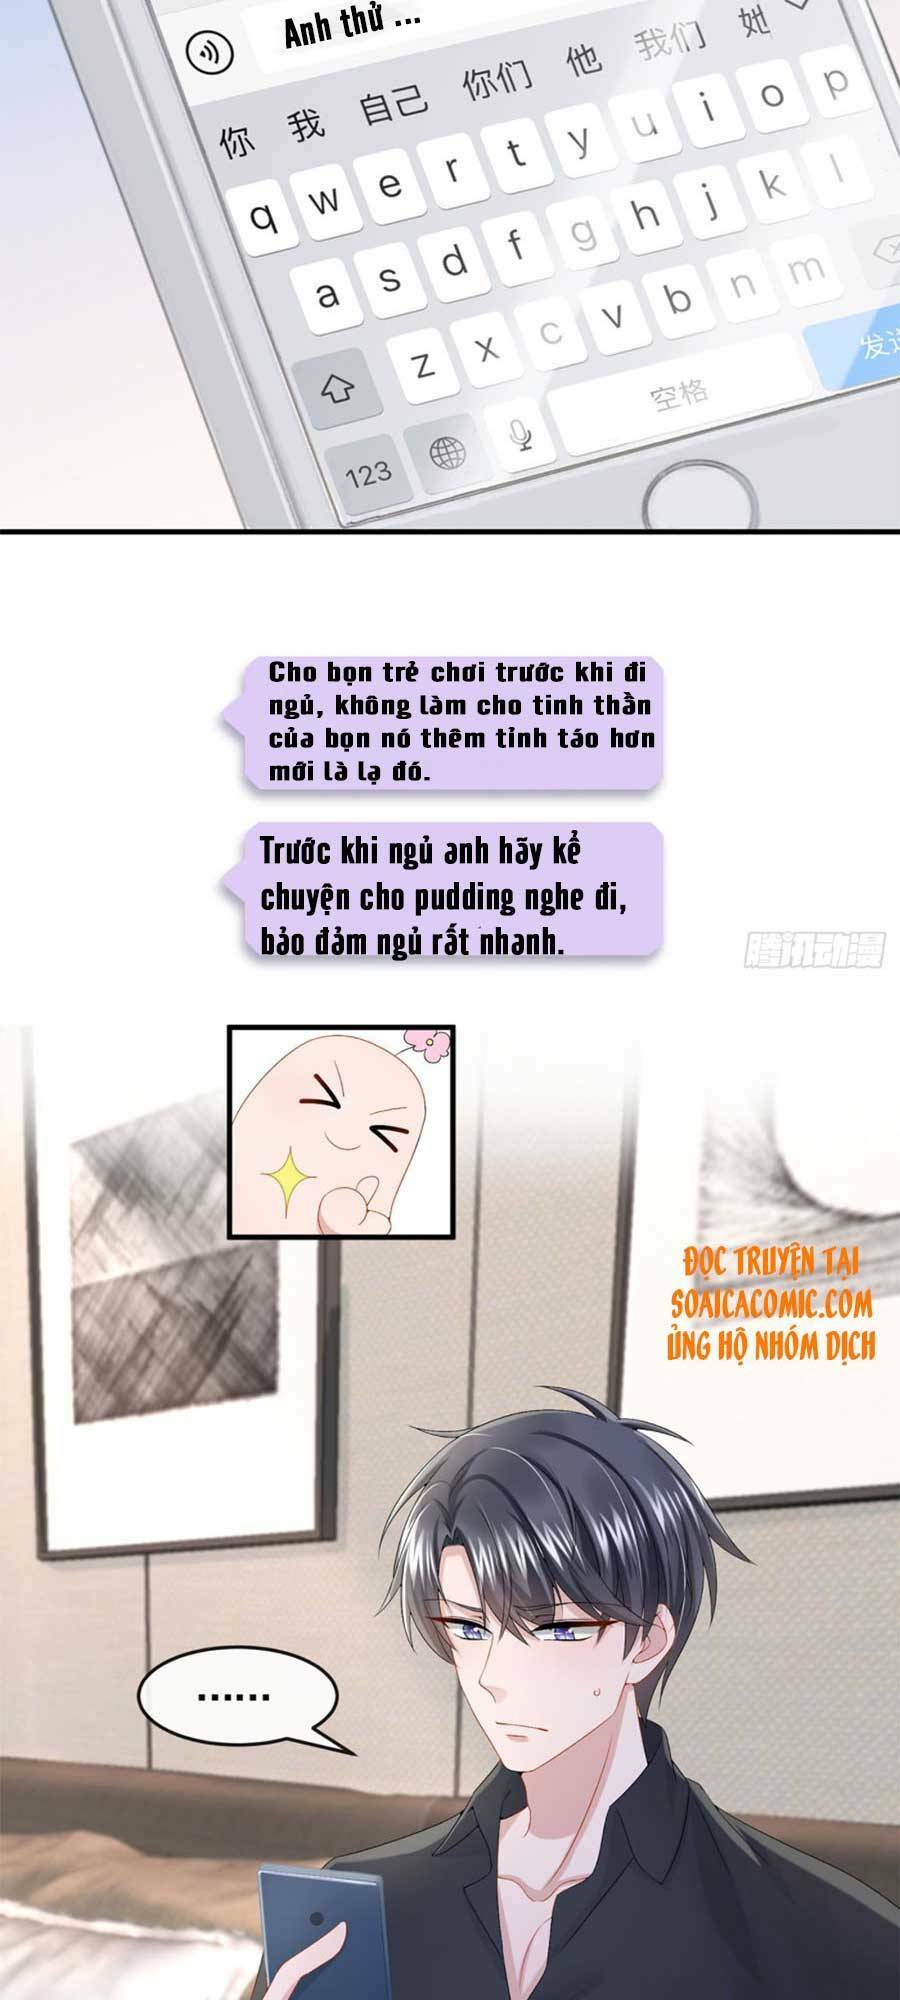 Anh thử ...
你 我 自己 你们 他 我们 她
q w e r t y u i o p
a s d f g h j k l
z x c v b n m
123 空格
Cho bọn trẻ chơi trước khi đi
ngủ, không làm cho tinh thần
của bọn nó thêm tỉnh táo hơn
mới là lạ đó.
Trước khi ngủ anh hãy kể
chuyện cho pudding nghe đi,
bảo đảm ngủ rất nhanh.
腾讯动漫
ĐỌC TRUYỆN TẠI
SOAICACOMIC.COM
ỦNG HỘ NHÓM DỊCH
......